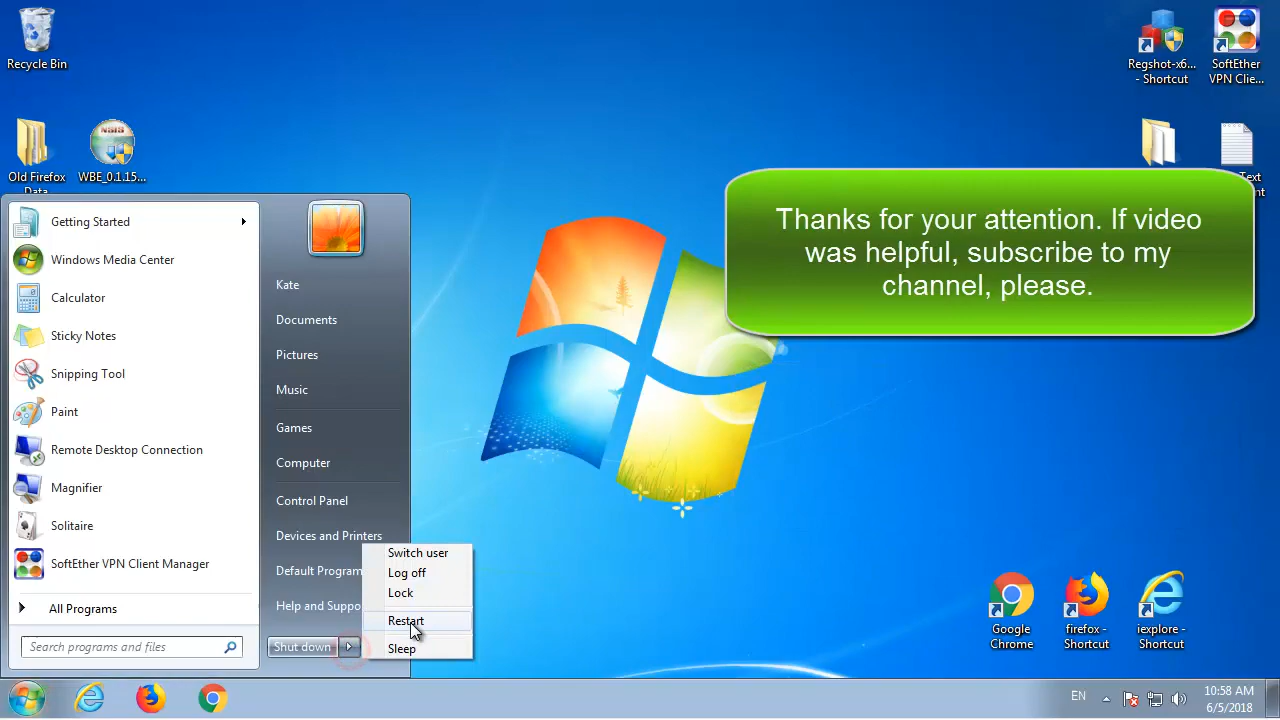 Recycle Bin
Old Firefox
Data
NSIS
WBE_0.1.15...
Regshot-x6...
- Shortcut
SoftEther
VPN Clie...
Thanks for your attention. If video
was helpful, subscribe to my
channel, please.
Getting Started
Windows Media Center
Calculator
Sticky Notes
Snipping Tool
Paint
Remote Desktop Connection
Magnifier
Solitaire
SoftEther VPN Client Manager
All Programs
Search programs and files
Kate
Documents
Pictures
Music
Games
Computer
Control Panel
Devices and Printers
Default Program
Help and Suppo
Shut down
Switch user
Log off
Lock
Restart
Sleep
Google
Chrome
firefox -
Shortcut
iexplore -
Shortcut
EN
10:58 AM
6/5/2018